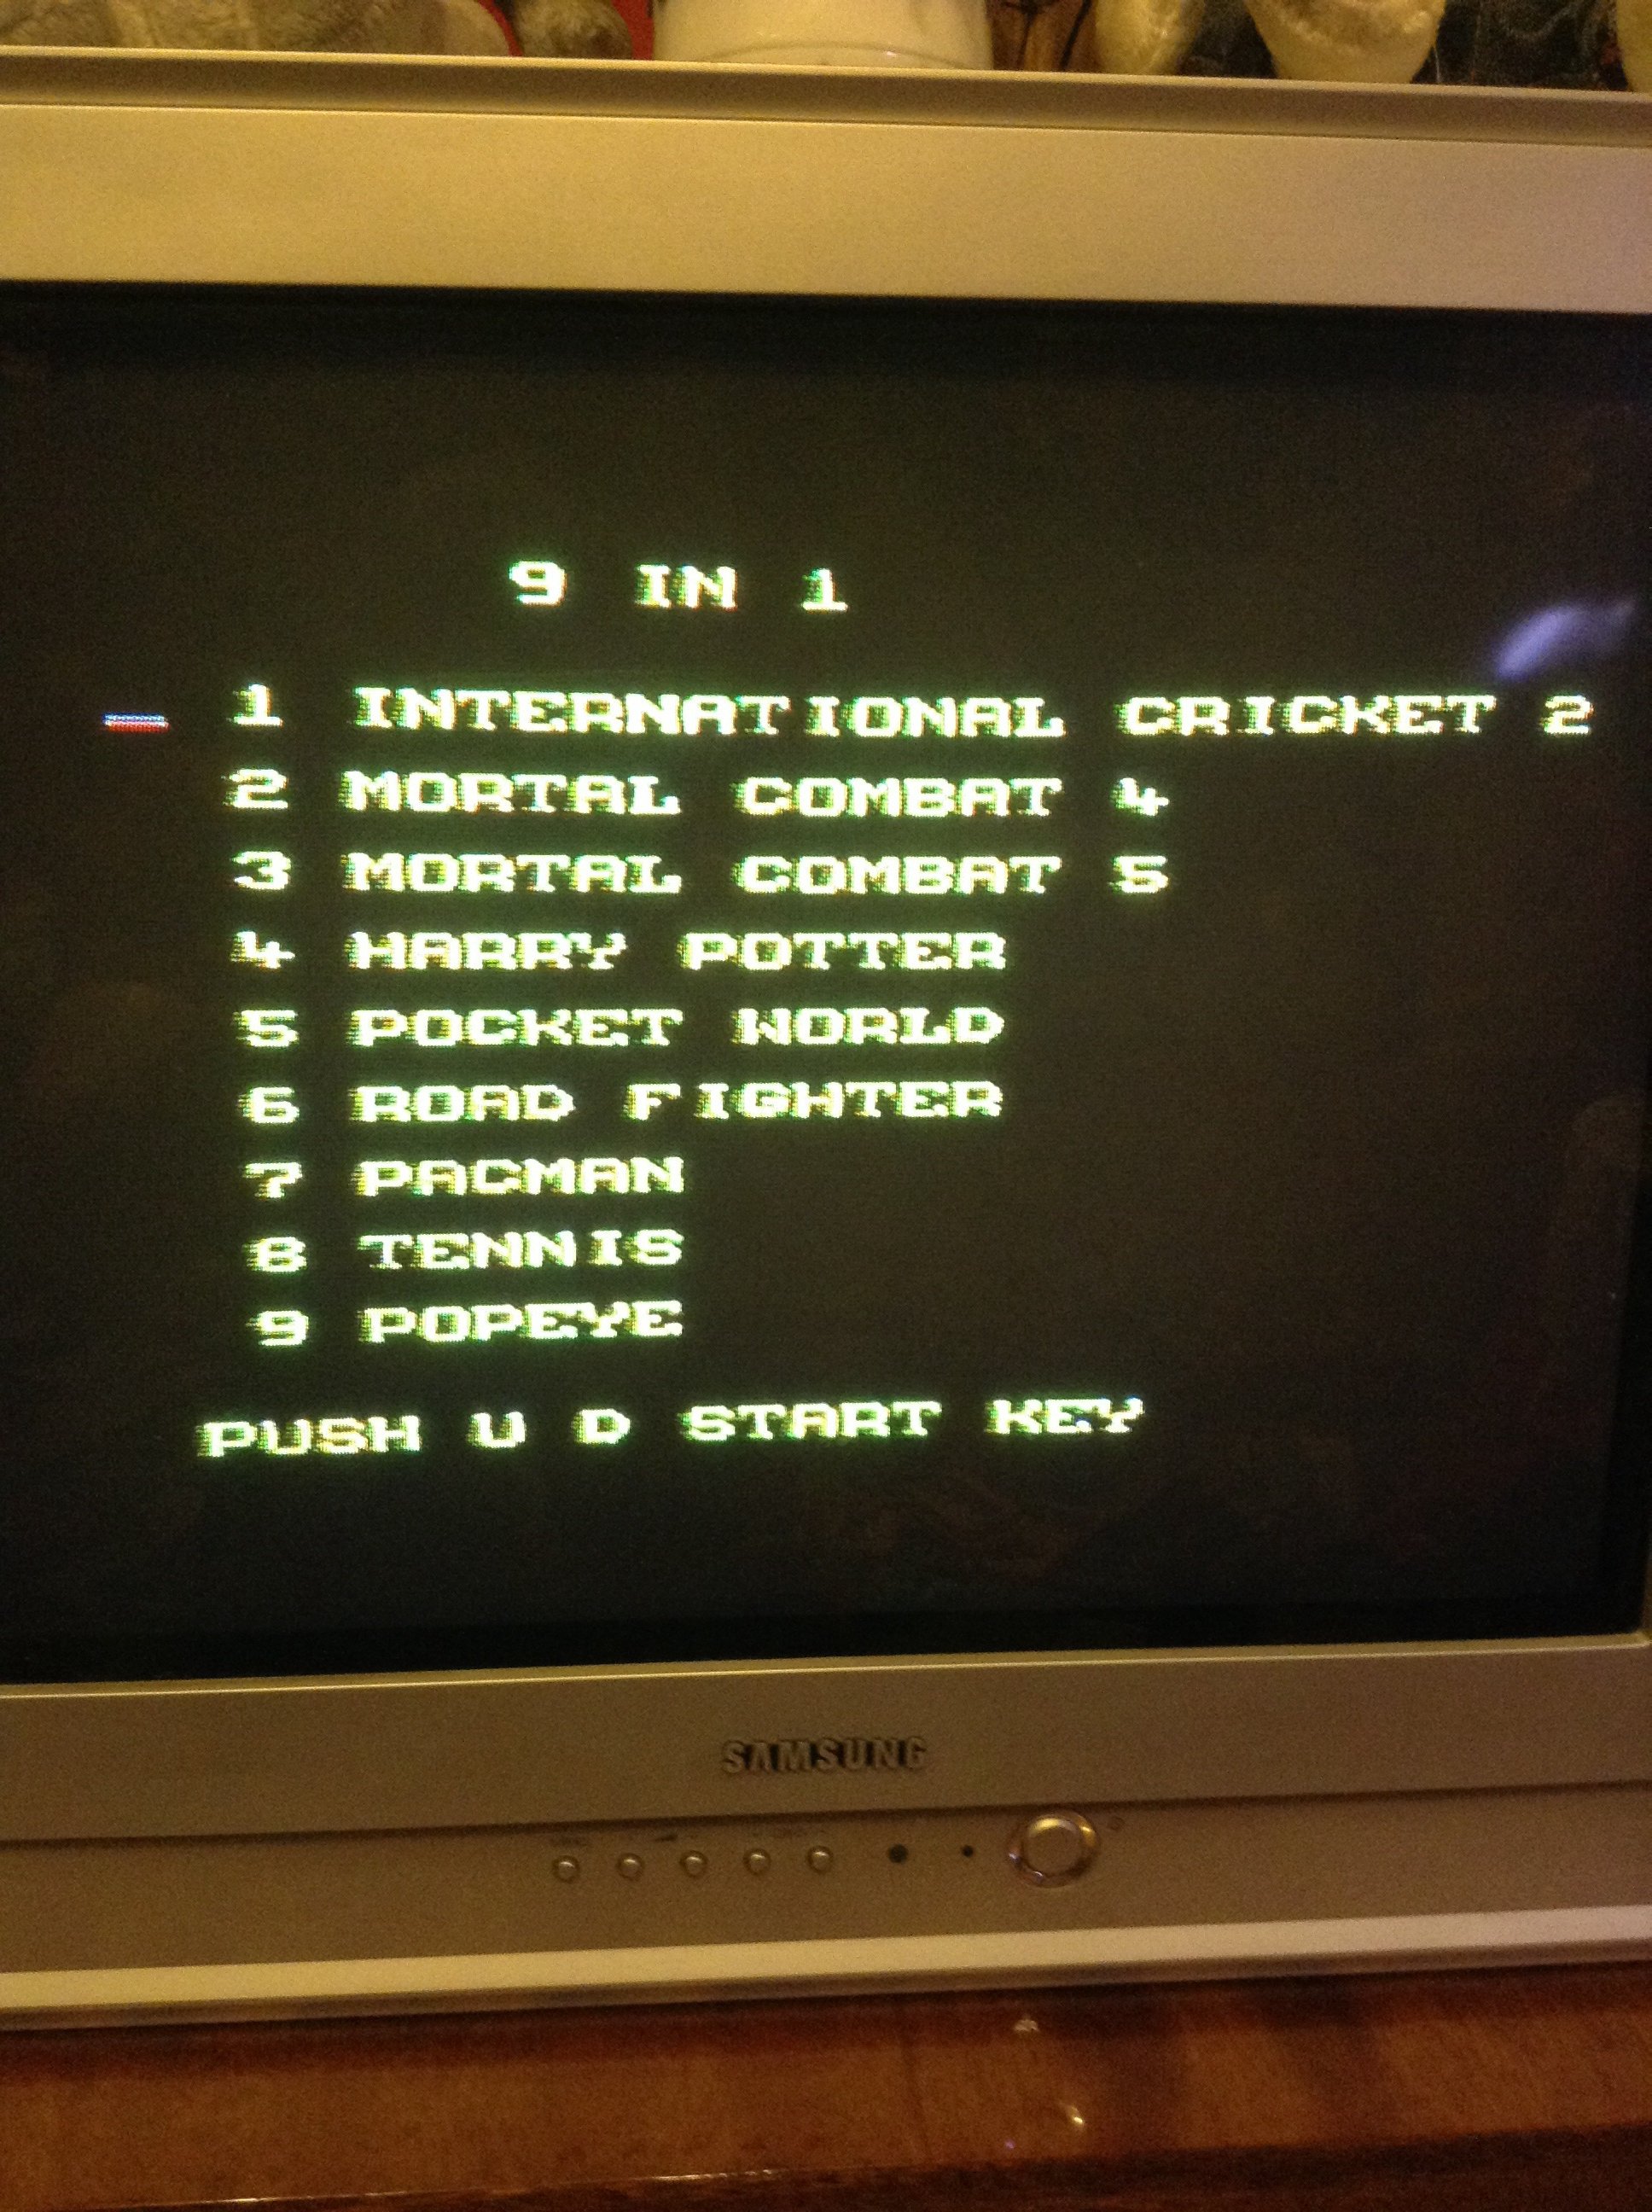 9 IN 1
1 INTERNATIONAL CRICKET 2
2 MORTAL COMBAT 4
3 MORTAL COMBAT 5
4 HARRY POTTER
5 POCKET WORLD
6 ROAD FIGHTER
7 PACMAN
8 TENNIS
9 POPEYE
PUSH U D START KEY
SAMSUNG